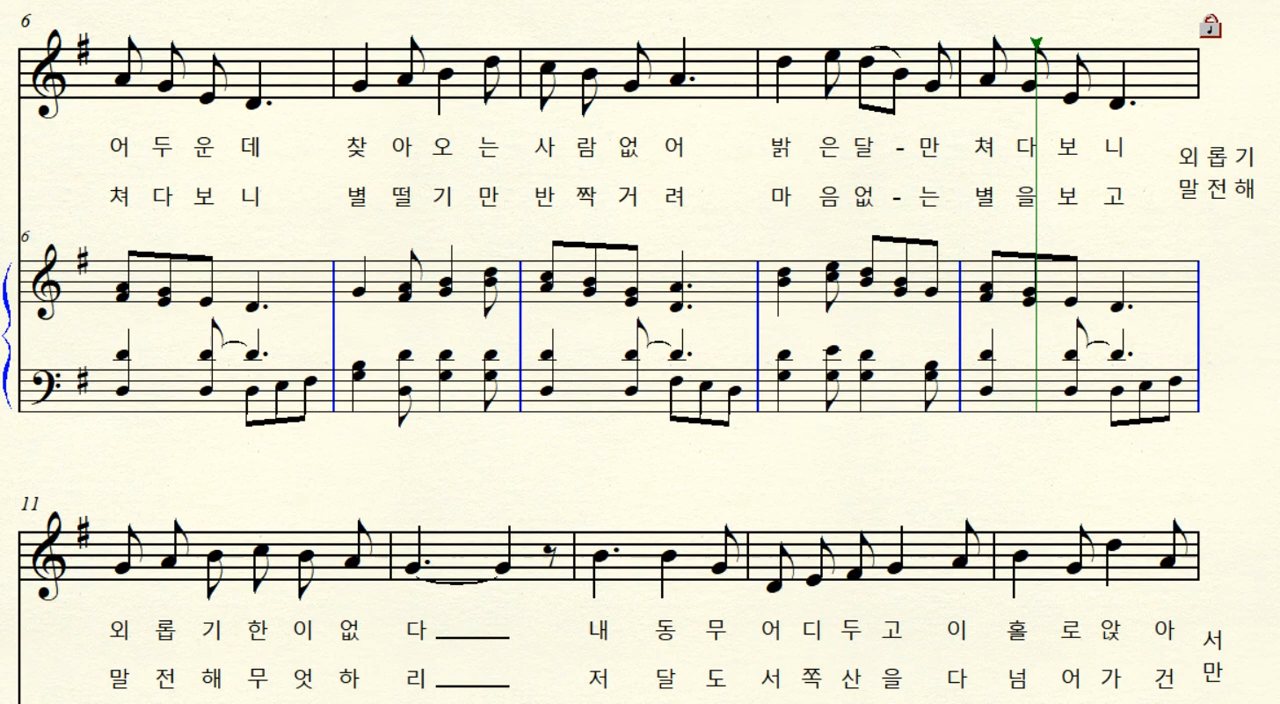 6
어 두 운 데 찾 아 오 는 사 람 없 어 밝 은 달 - 만 쳐 다 보 니 외 롭 기
쳐 다 보 니 별 떨 기 만 반 짝 거 려 마 음 없 - 는 별 을 보 고 말 전 해
6
11
외 롭 기 한 이 없 다 내 동 무 어 디 두 고 이 홀 로 앉 아 서
말 전 해 무 엇 하 리 저 달 도 서 쪽 산 을 다 넘 어 가 건 만